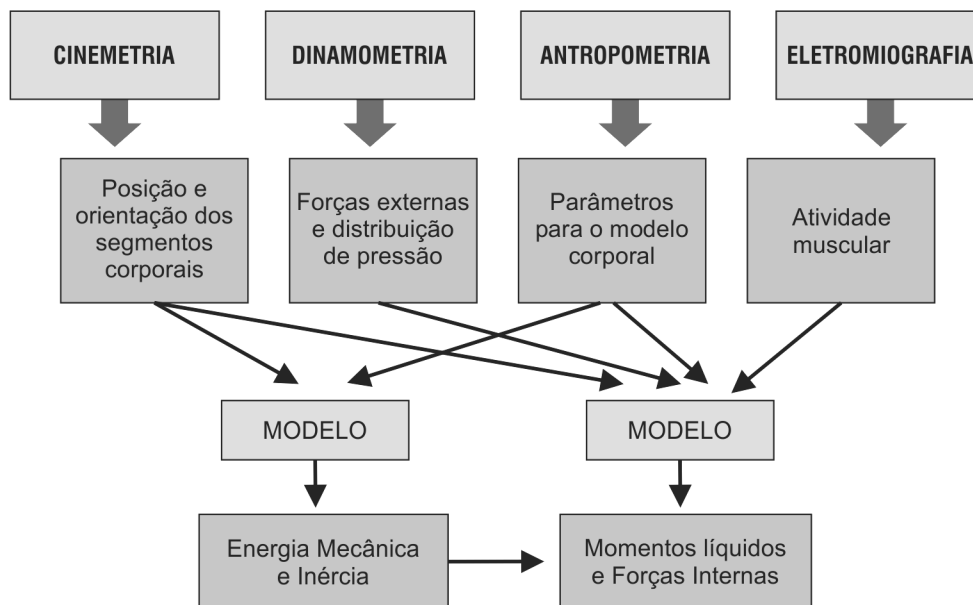 CINEMETRIA
DINAMOMETRIA
ANTROPOMETRIA
ELETROMIOGRAFIA
Posição e
orientação dos
segmentos
corporais
Forças externas
e distribuição
de pressão
Parâmetros
para o modelo
corporal
Atividade
muscular
MODELO
MODELO
Energia Mecânica
e Inércia
Momentos líquidos
e Forças Internas